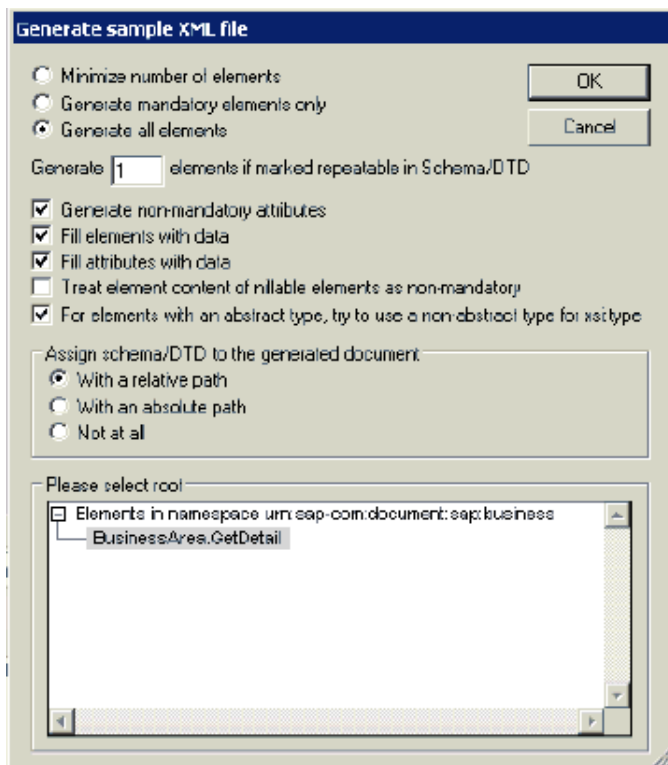 Generate sample XML file
Minimize number of elements
OK
Generate mandatory elements only
Generate all elements
Cancel
Generate 1 elements if marked repeatable in Schema/DTD
Generate non-mandatory attributes
Fill elements with data
Fill attributes with data
Treat element content of nillable elements as non-mandatory
For elements with an abstract type, try to use a non-abstract type for xsi:type
Assign schema/DTD to the generated document
With a relative path
With an absolute path
Not at all
Please select root
Elements in namespace urn:sap-com:document:sap:business
BusinessArea.GetDetail